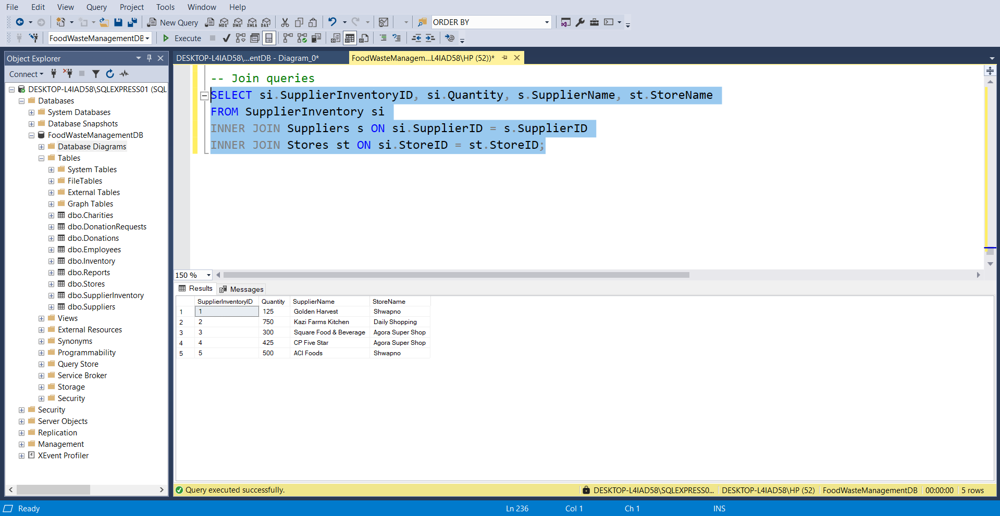 File Edit View Query Project Tools Window Help
New Query MDX DMX XMLA DAX ORDER BY
FoodWasteManagementDB Execute
Object Explorer
Connect
DESKTOP-L4IAD58\SQLEXPRESS01 (SQL
Databases
System Databases
Database Snapshots
FoodWasteManagementDB
Database Diagrams
Tables
System Tables
FileTables
External Tables
Graph Tables
dbo.Charities
dbo.DonationRequests
dbo.Donations
dbo.Employees
dbo.Inventory
dbo.Reports
dbo.Stores
dbo.SupplierInventory
dbo.Suppliers
Views
External Resources
Synonyms
Programmability
Query Store
Service Broker
Storage
Security
Security
Server Objects
Replication
Management
XEvent Profiler
DESKTOP-L4IAD58\...entDB - Diagram_0* FoodWasteManagem...L4IAD58\HP (52))*
-- Join queries
SELECT si.SupplierInventoryID, si.Quantity, s.SupplierName, st.StoreName
FROM SupplierInventory si
INNER JOIN Suppliers s ON si.SupplierID = s.SupplierID
INNER JOIN Stores st ON si.StoreID = st.StoreID;
150 %
Results Messages
SupplierInventoryID Quantity SupplierName StoreName
1 1 125 Golden Harvest Shwapno
2 2 750 Kazi Farms Kitchen Daily Shopping
3 3 300 Square Food & Beverage Agora Super Shop
4 4 425 CP Five Star Agora Super Shop
5 5 500 ACI Foods Shwapno
Query executed successfully. DESKTOP-L4IAD58\SQLEXPRESS0... DESKTOP-L4IAD58\HP (52) FoodWasteManagementDB 00:00:00 5 rows
Ready Ln 236 Col 1 Ch 1 INS